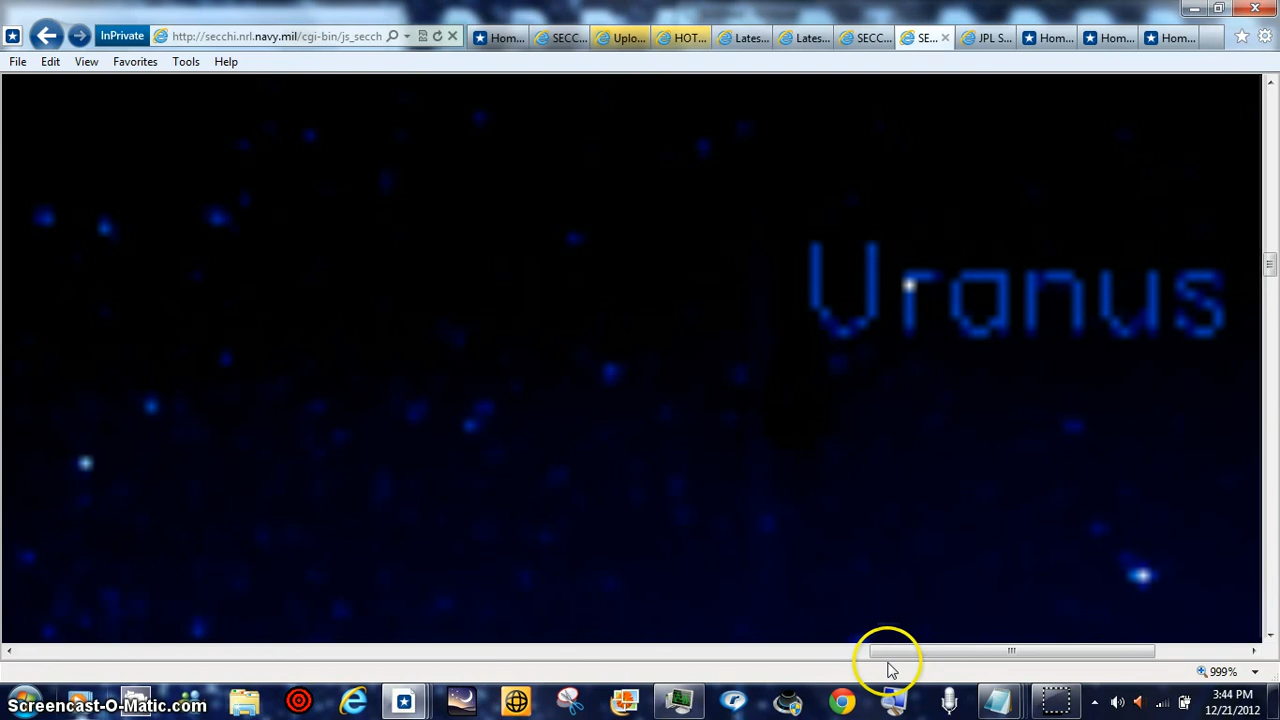 InPrivate
http://secchi.nrl.navy.mil/cgi-bin/js_secch
Hom...
SECC...
Uplo...
HOT...
Lates...
Lates...
SECC...
SE...
JPL S...
Hom...
Hom...
Hom...
File Edit View Favorites Tools Help
Uranus
999%
3:44 PM
12/21/2012
Screencast-O-Matic.com